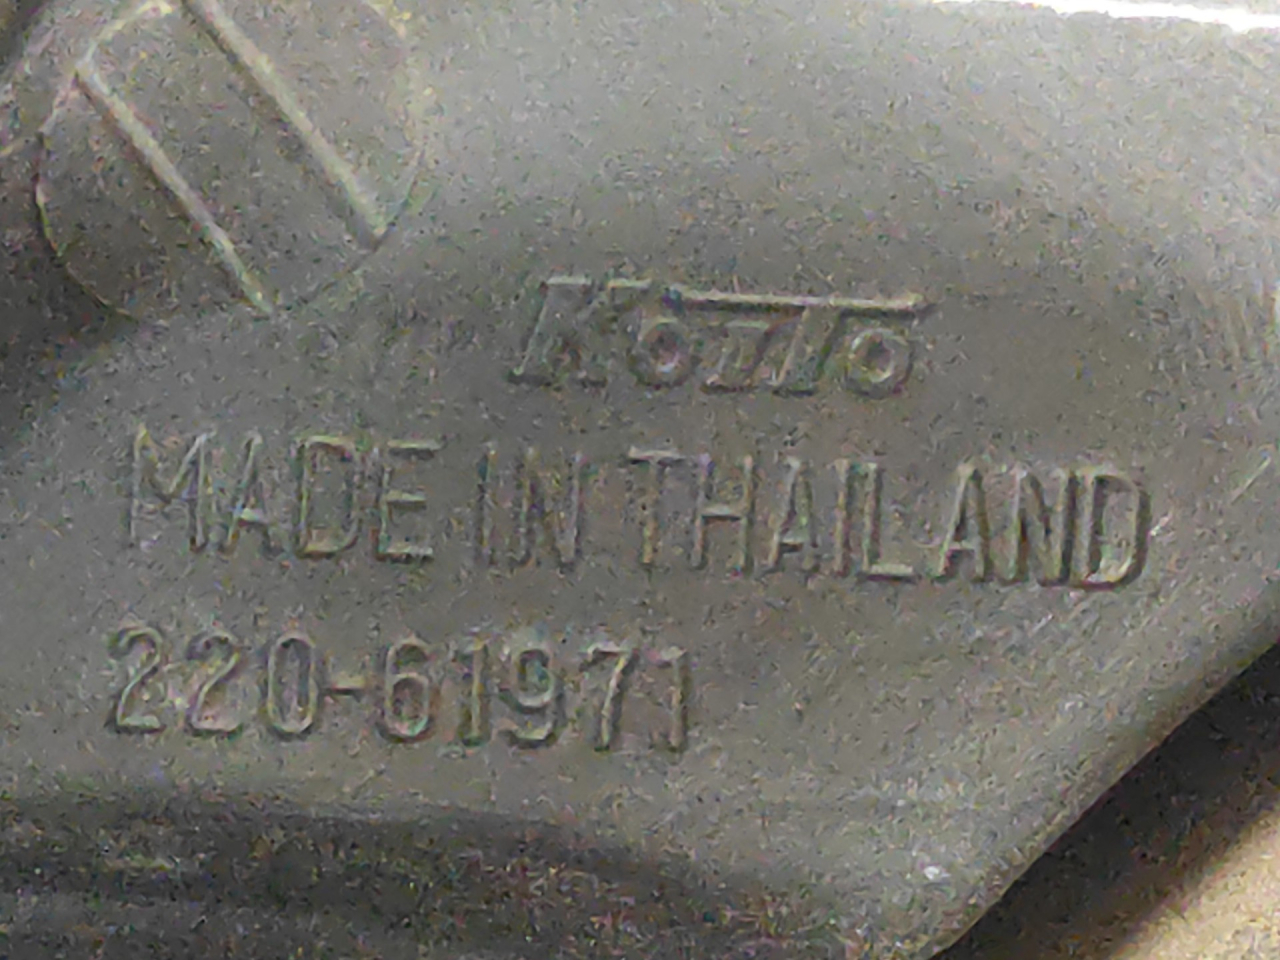 KOITO
MADE IN THAILAND
220-61971